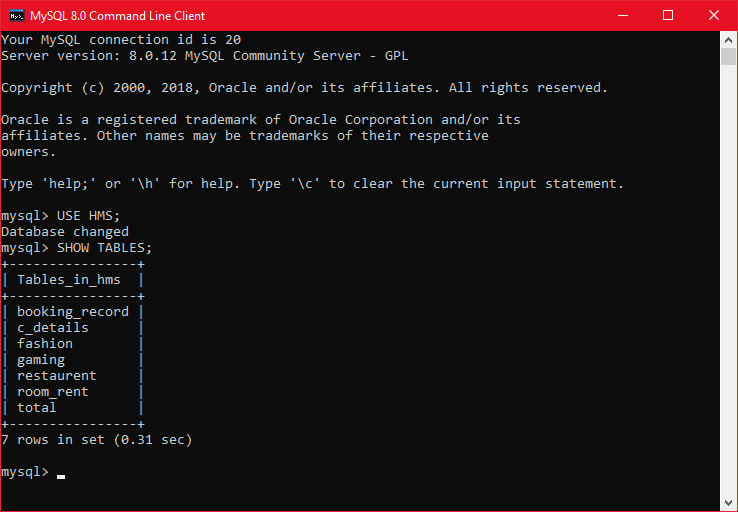 MySQL 8.0 Command Line Client
Your MySQL connection id is 20
Server version: 8.0.12 MySQL Community Server - GPL
Copyright (c) 2000, 2018, Oracle and/or its affiliates. All rights reserved.
Oracle is a registered trademark of Oracle Corporation and/or its
affiliates. Other names may be trademarks of their respective
owners.
Type 'help;' or '\h' for help. Type '\c' to clear the current input statement.
mysql> USE HMS;
Database changed
mysql> SHOW TABLES;
+----------------+
| Tables_in_hms  |
+----------------+
| booking_record |
| c_details      |
| fashion        |
| gaming         |
| restaurent     |
| room_rent      |
| total          |
+----------------+
7 rows in set (0.31 sec)
mysql> _